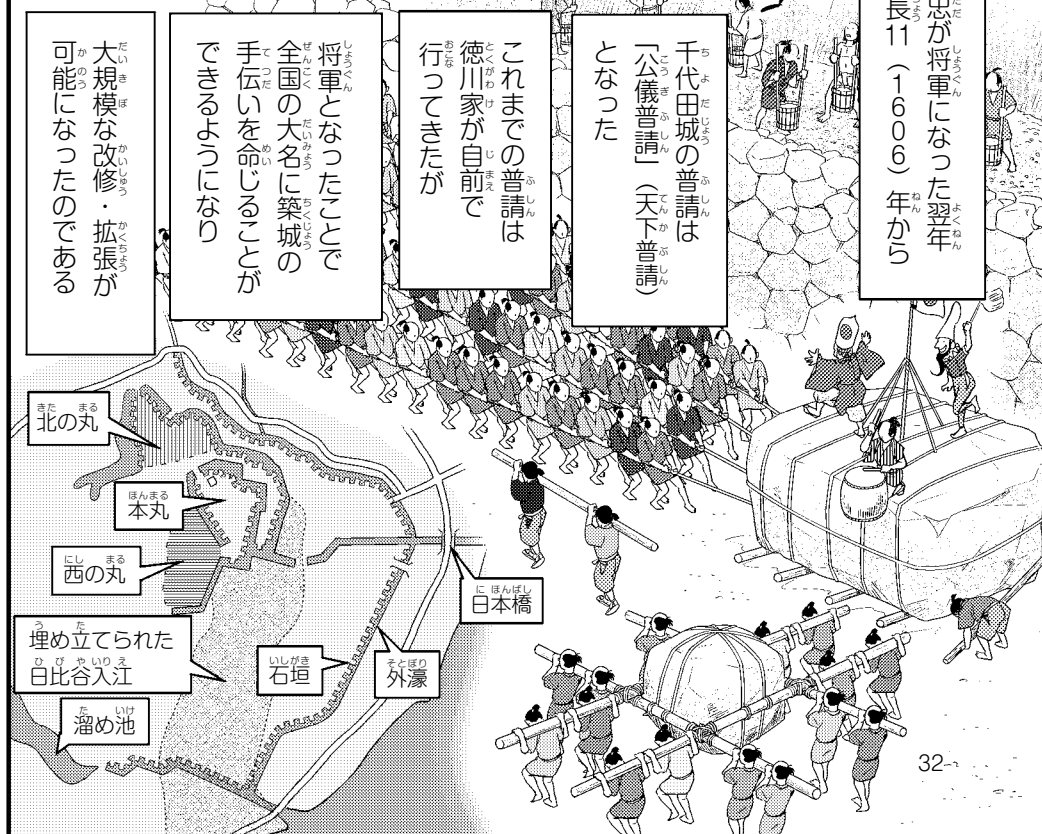 忠が将軍になった翌年
長11（1606）年から
千代田城の普請は
「公儀普請」（天下普請）
となった
これまでの普請は
徳川家が自前で
行ってきたが
将軍となったことで
全国の大名に築城の
手伝いを命じることが
できるようになり
大規模な改修・拡張が
可能になったのである
北の丸
本丸
西の丸
日本橋
埋め立てられた
日比谷入江
石垣
外濠
溜め池
32